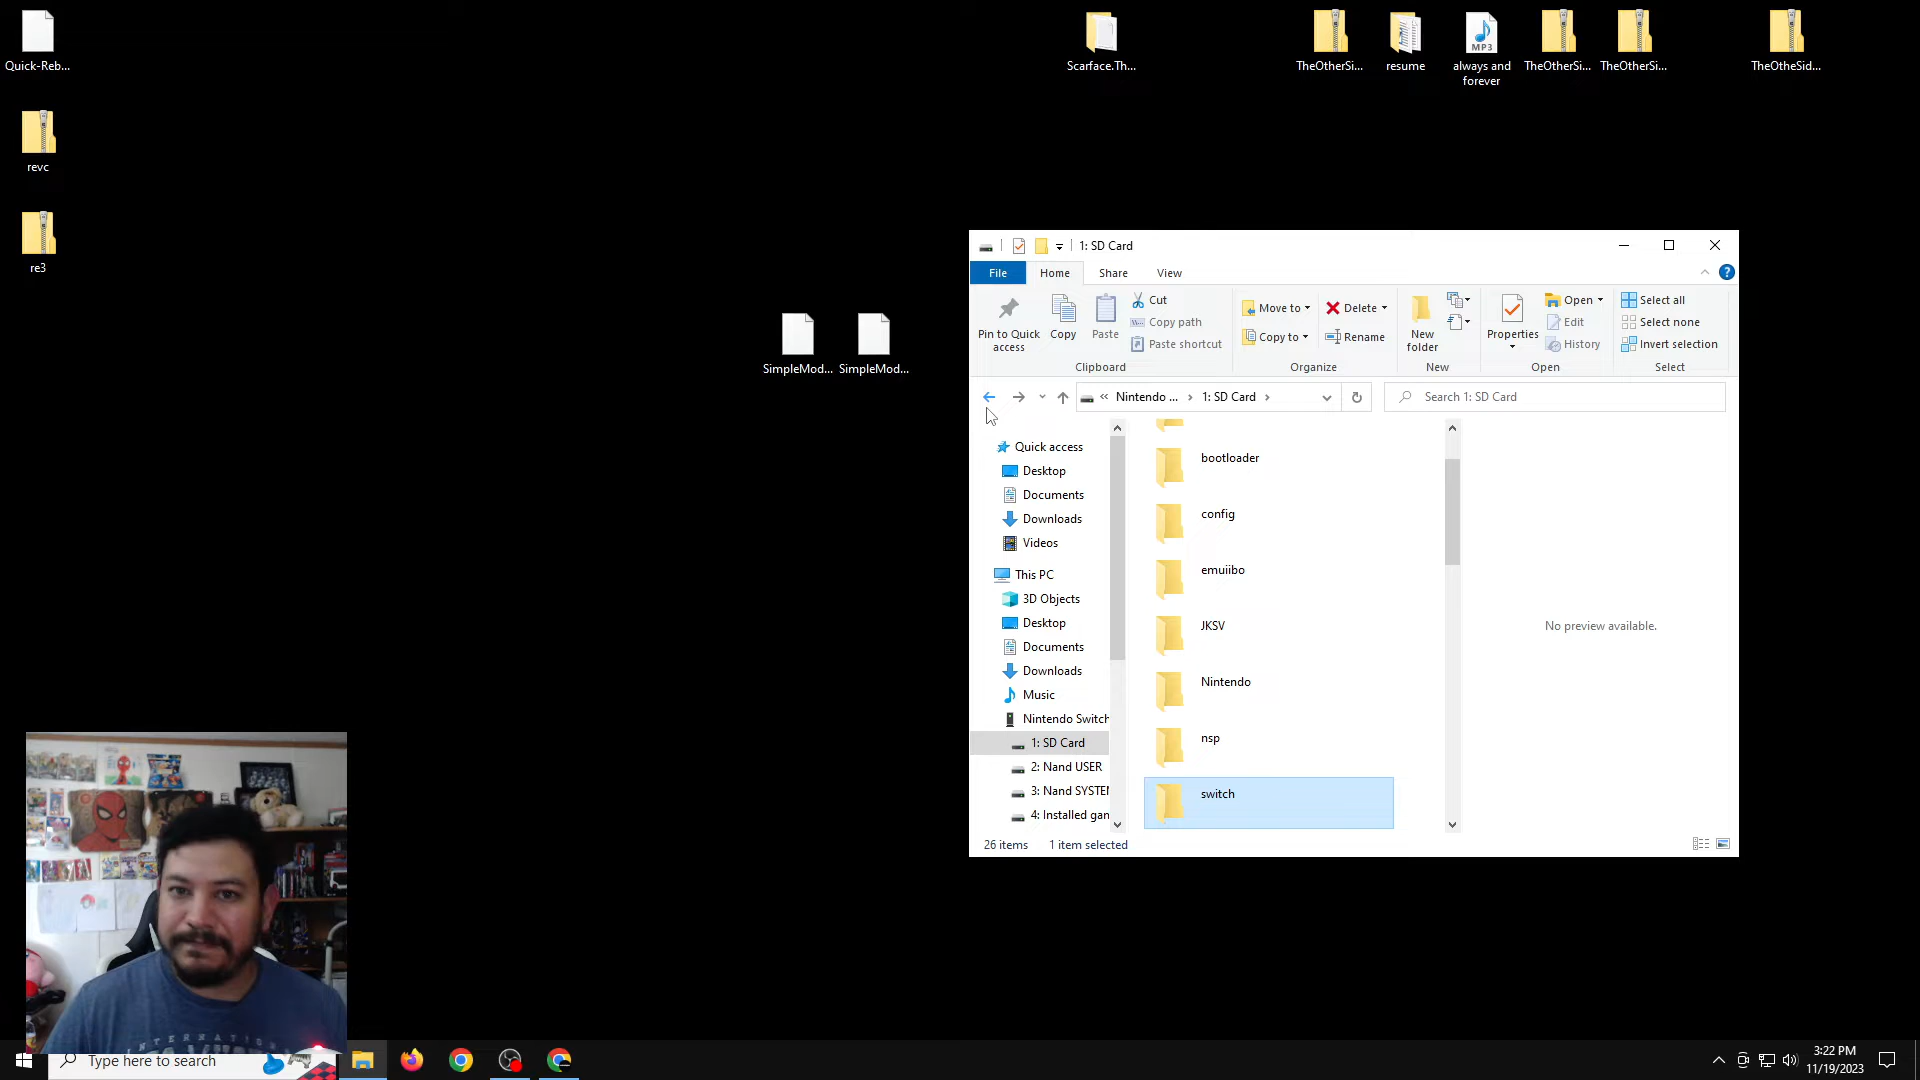 Quick-Reb...
revc
re3
Scarface.Th...
TheOtherSi...
resume
MP3
always and
forever
TheOtherSi...
TheOtherSi...
TheOtheSid...
SimpleMod...
SimpleMod...
1: SD Card
File
Home
Share
View
Pin to Quick
access
Copy
Paste
Cut
Copy path
Paste shortcut
Clipboard
Move to
Copy to
Delete
Rename
Organize
New
folder
New
Properties
Open
Edit
History
Open
Select all
Select none
Invert selection
Select
« Nintendo ... › 1: SD Card ›
Search 1: SD Card
Quick access
Desktop
Documents
Downloads
Videos
This PC
3D Objects
Desktop
Documents
Downloads
Music
Nintendo Switch
1: SD Card
2: Nand USER
3: Nand SYSTEM
4: Installed gam
bootloader
config
emuiibo
JKSV
Nintendo
nsp
switch
No preview available.
26 items
1 item selected
INTERNATION
Type here to search
3:22 PM
11/19/2023